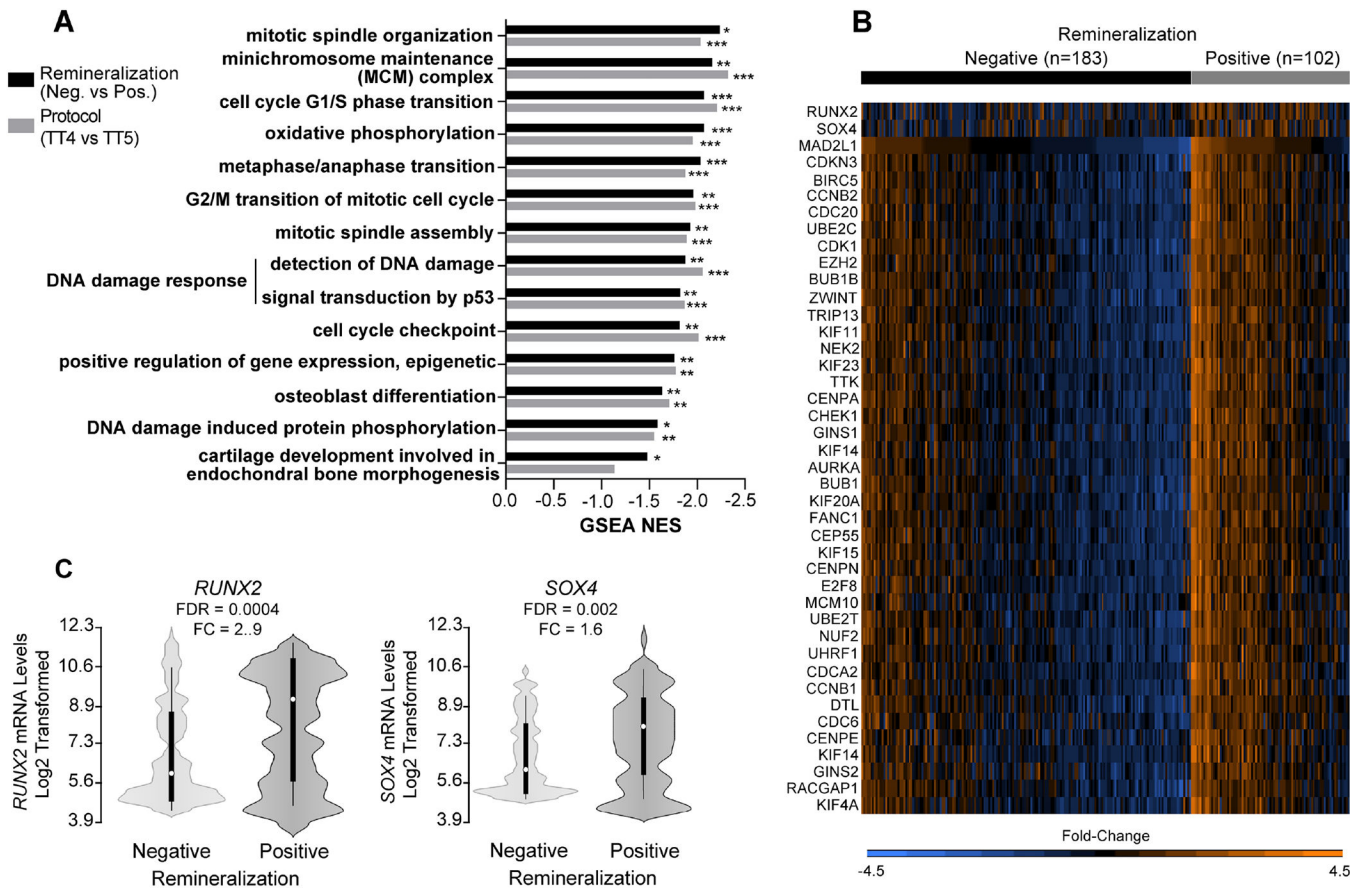 A
Remineralization
(Neg. vs Pos.)
Protocol
(TT4 vs TT5)
mitotic spindle organization
minichromosome maintenance
(MCM) complex
cell cycle G1/S phase transition
oxidative phosphorylation
metaphase/anaphase transition
G2/M transition of mitotic cell cycle
mitotic spindle assembly
DNA damage response
detection of DNA damage
signal transduction by p53
cell cycle checkpoint
positive regulation of gene expression, epigenetic
osteoblast differentiation
DNA damage induced protein phosphorylation
cartilage development involved in
endochondral bone morphogenesis
*
***
**
***
***
***
***
***
***
***
**
***
**
***
**
***
**
***
**
***
**
**
**
**
*
**
*
0.0 -0.5 -1.0 -1.5 -2.0 -2.5
GSEA NES
B
Remineralization
Negative (n=183) Positive (n=102)
RUNX2
SOX4
MAD2L1
CDKN3
BIRC5
CCNB2
CDC20
UBE2C
CDK1
EZH2
BUB1B
ZWINT
TRIP13
KIF11
NEK2
KIF23
TTK
CENPA
CHEK1
GINS1
KIF14
AURKA
BUB1
KIF20A
FANC1
CEP55
KIF15
CENPN
E2F8
MCM10
UBE2T
NUF2
UHRF1
CDCA2
CCNB1
DTL
CDC6
CENPE
KIF14
GINS2
RACGAP1
KIF4A
Fold-Change
-4.5 4.5
C
RUNX2
FDR = 0.0004
FC = 2..9
RUNX2 mRNA Levels
Log2 Transformed
12.3
10.6
8.9
7.3
5.6
3.9
Negative Positive
Remineralization
SOX4
FDR = 0.002
FC = 1.6
SOX4 mRNA Levels
Log2 Transformed
12.3
10.6
8.9
7.3
5.6
3.9
Negative Positive
Remineralization